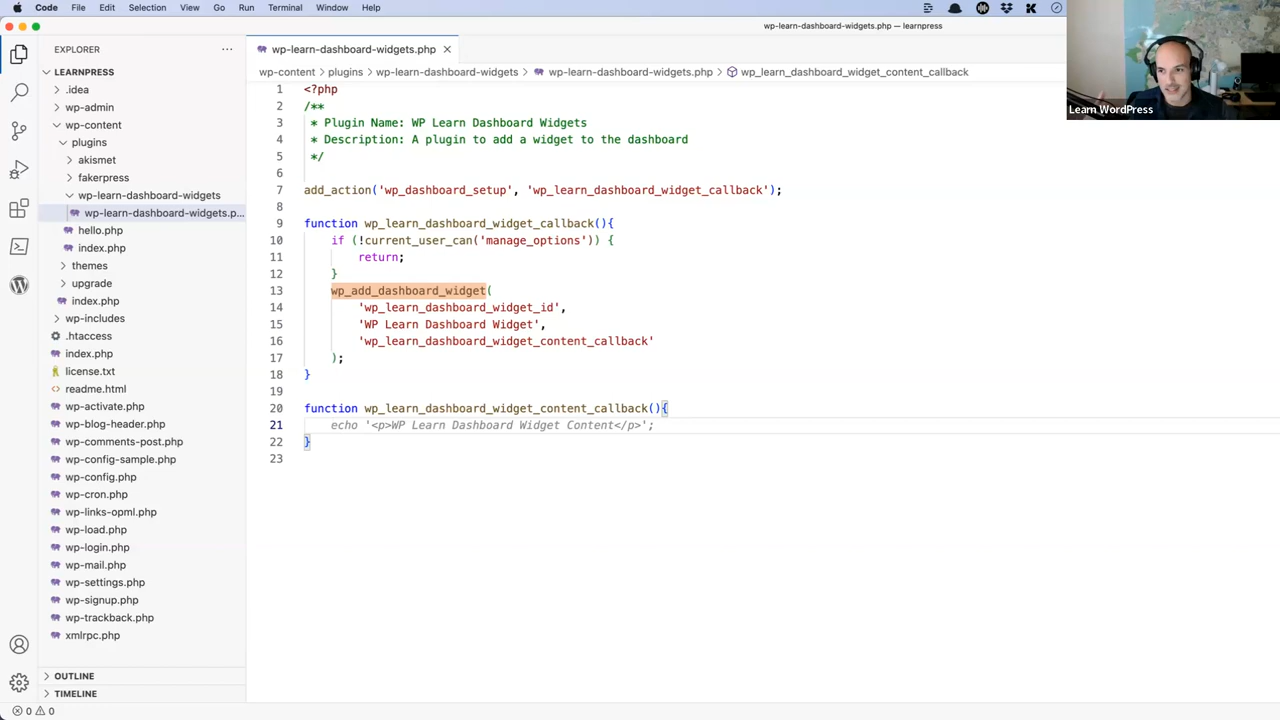 Code File Edit Selection View Go Run Terminal Window Help
wp-learn-dashboard-widgets.php — learnpress
Learn WordPress
EXPLORER
LEARNPRESS
.idea
wp-admin
wp-content
plugins
akismet
fakerpress
wp-learn-dashboard-widgets
wp-learn-dashboard-widgets.p...
hello.php
index.php
themes
upgrade
index.php
wp-includes
.htaccess
index.php
license.txt
readme.html
wp-activate.php
wp-blog-header.php
wp-comments-post.php
wp-config-sample.php
wp-config.php
wp-cron.php
wp-links-opml.php
wp-load.php
wp-login.php
wp-mail.php
wp-settings.php
wp-signup.php
wp-trackback.php
xmlrpc.php
OUTLINE
TIMELINE
wp-learn-dashboard-widgets.php
wp-content > plugins > wp-learn-dashboard-widgets > wp-learn-dashboard-widgets.php > wp_learn_dashboard_widget_content_callback
1 <?php
2 /**
3 * Plugin Name: WP Learn Dashboard Widgets
4 * Description: A plugin to add a widget to the dashboard
5 */
6
7 add_action('wp_dashboard_setup', 'wp_learn_dashboard_widget_callback');
8
9 function wp_learn_dashboard_widget_callback(){
10 if (!current_user_can('manage_options')) {
11 return;
12 }
13 wp_add_dashboard_widget(
14 'wp_learn_dashboard_widget_id',
15 'WP Learn Dashboard Widget',
16 'wp_learn_dashboard_widget_content_callback'
17 );
18 }
19
20 function wp_learn_dashboard_widget_content_callback(){
21 echo '<p>WP Learn Dashboard Widget Content</p>';
22 }
23
0 0